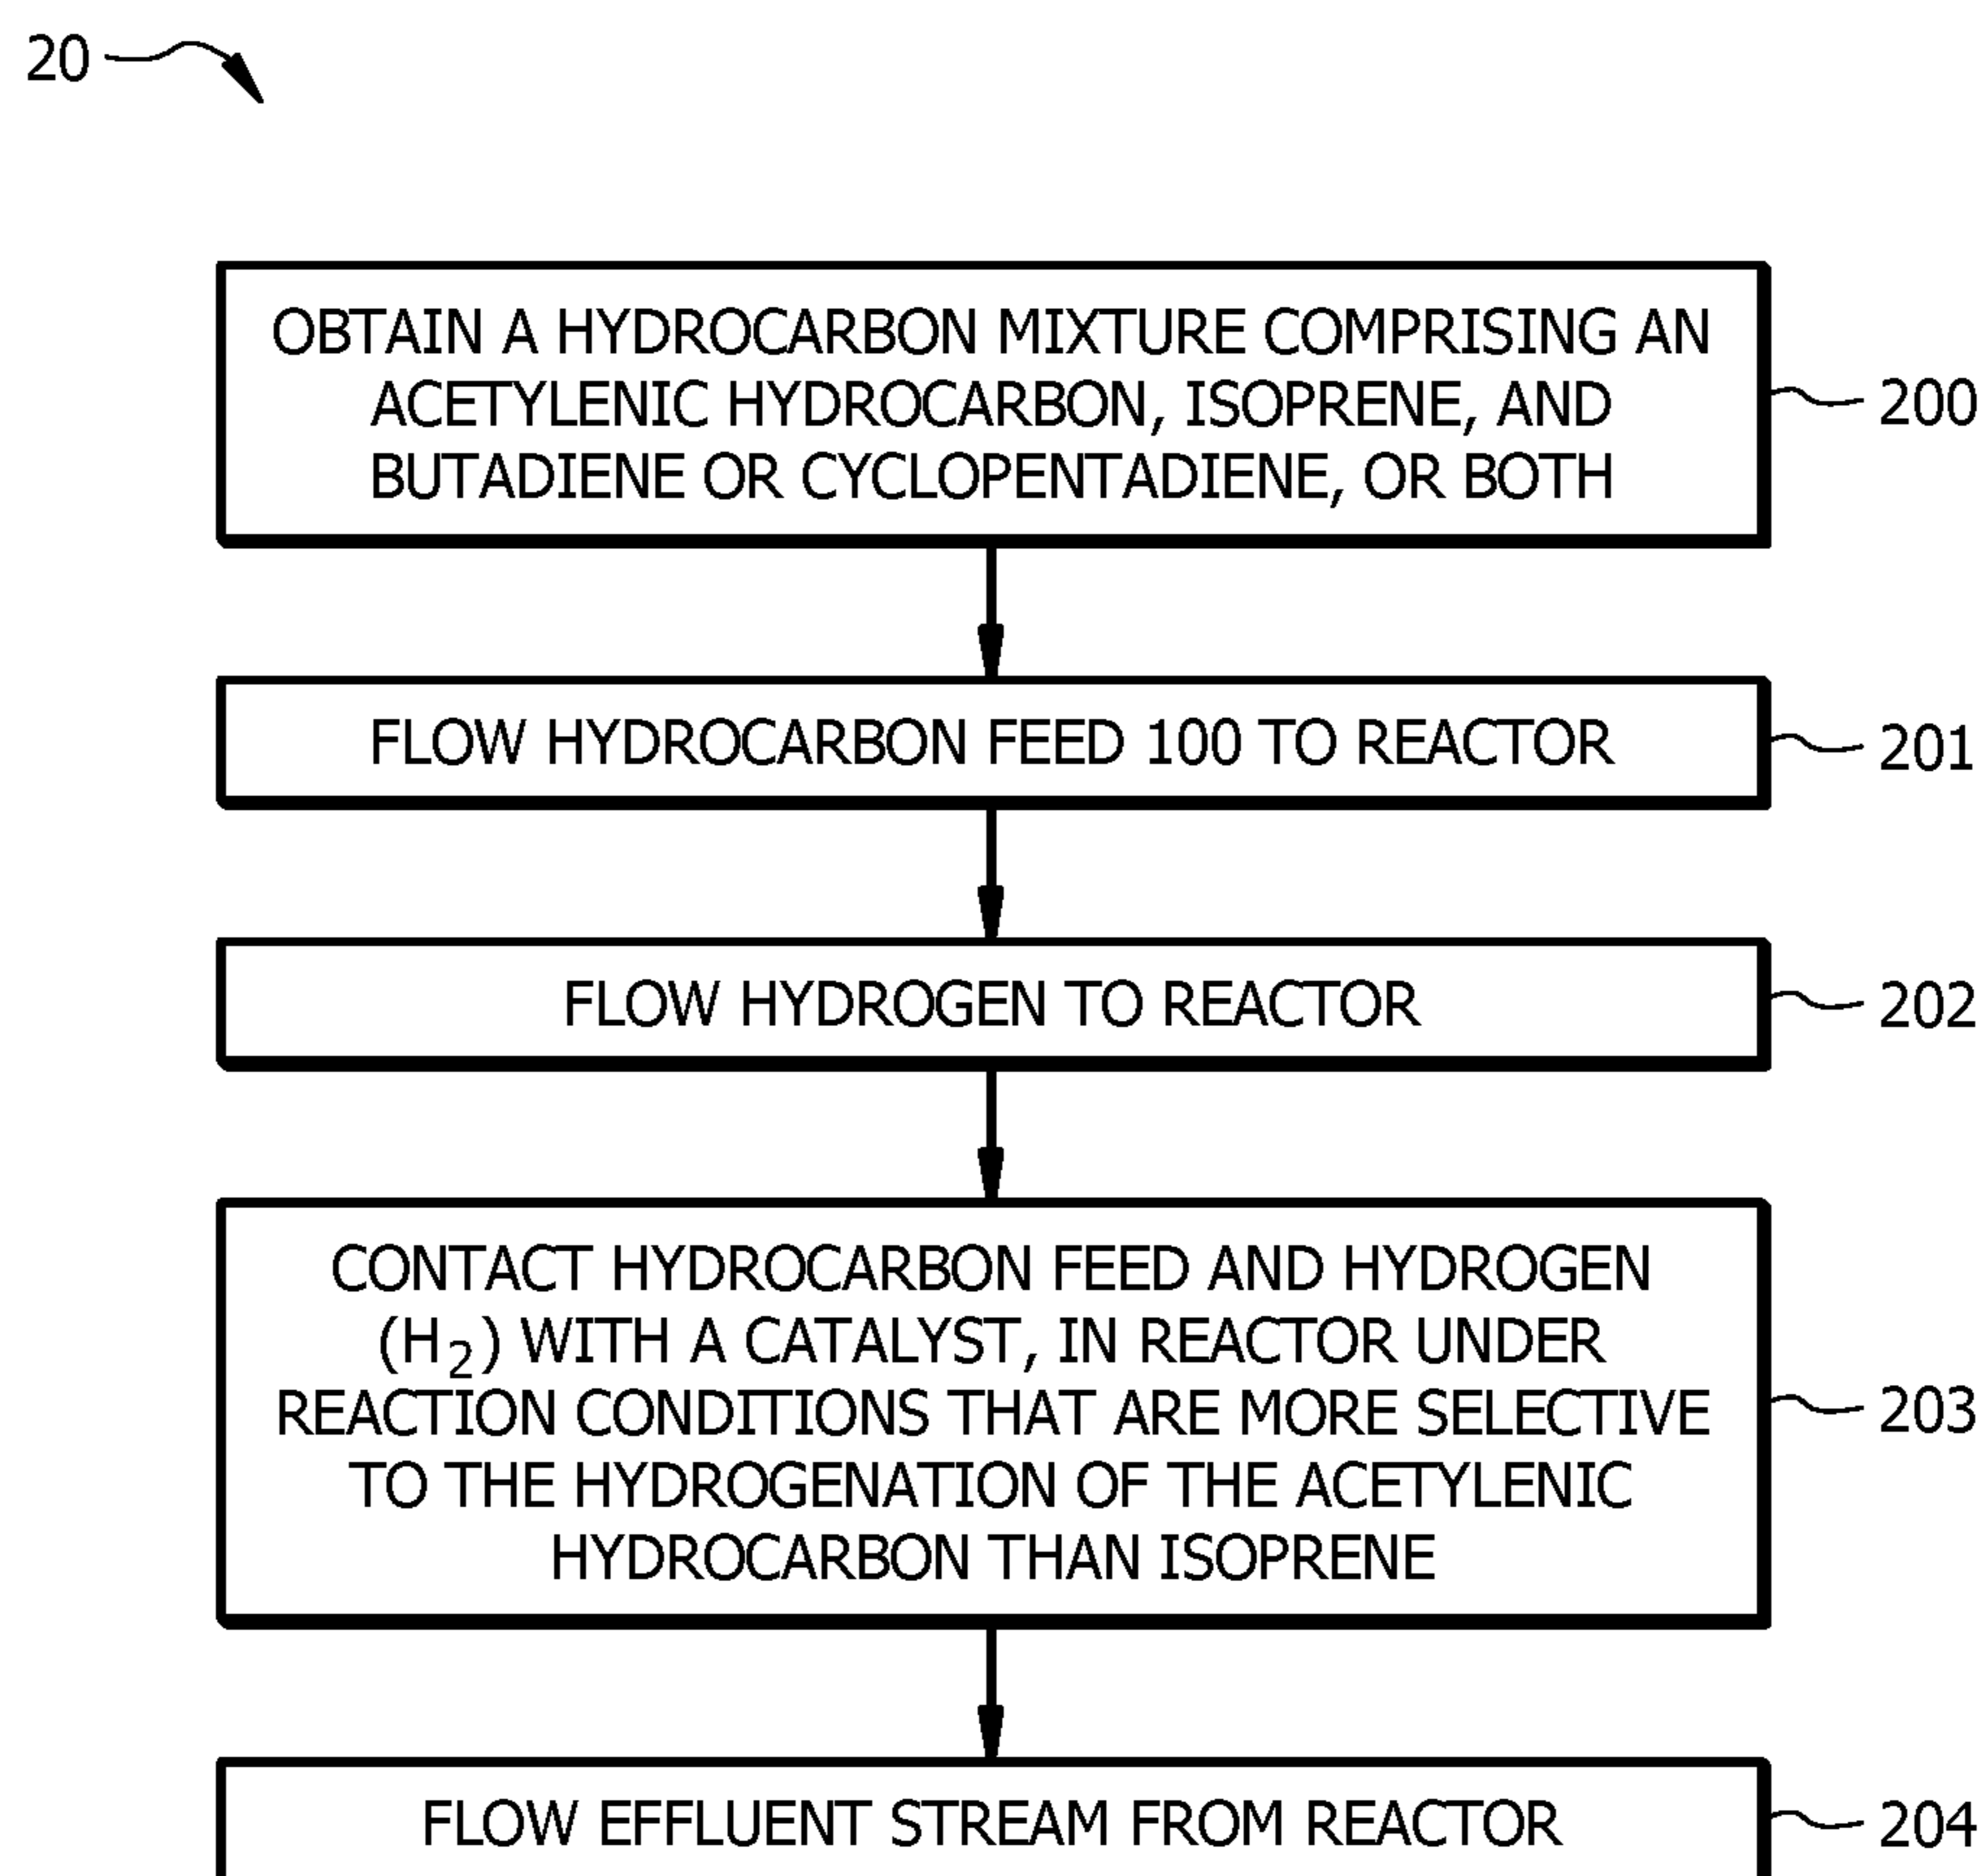 20
OBTAIN A HYDROCARBON MIXTURE COMPRISING AN
ACETYLENIC HYDROCARBON, ISOPRENE, AND
BUTADIENE OR CYCLOPENTADIENE, OR BOTH
200
FLOW HYDROCARBON FEED 100 TO REACTOR
201
FLOW HYDROGEN TO REACTOR
202
CONTACT HYDROCARBON FEED AND HYDROGEN
(H₂) WITH A CATALYST, IN REACTOR UNDER
REACTION CONDITIONS THAT ARE MORE SELECTIVE
TO THE HYDROGENATION OF THE ACETYLENIC
HYDROCARBON THAN ISOPRENE
203
FLOW EFFLUENT STREAM FROM REACTOR
204